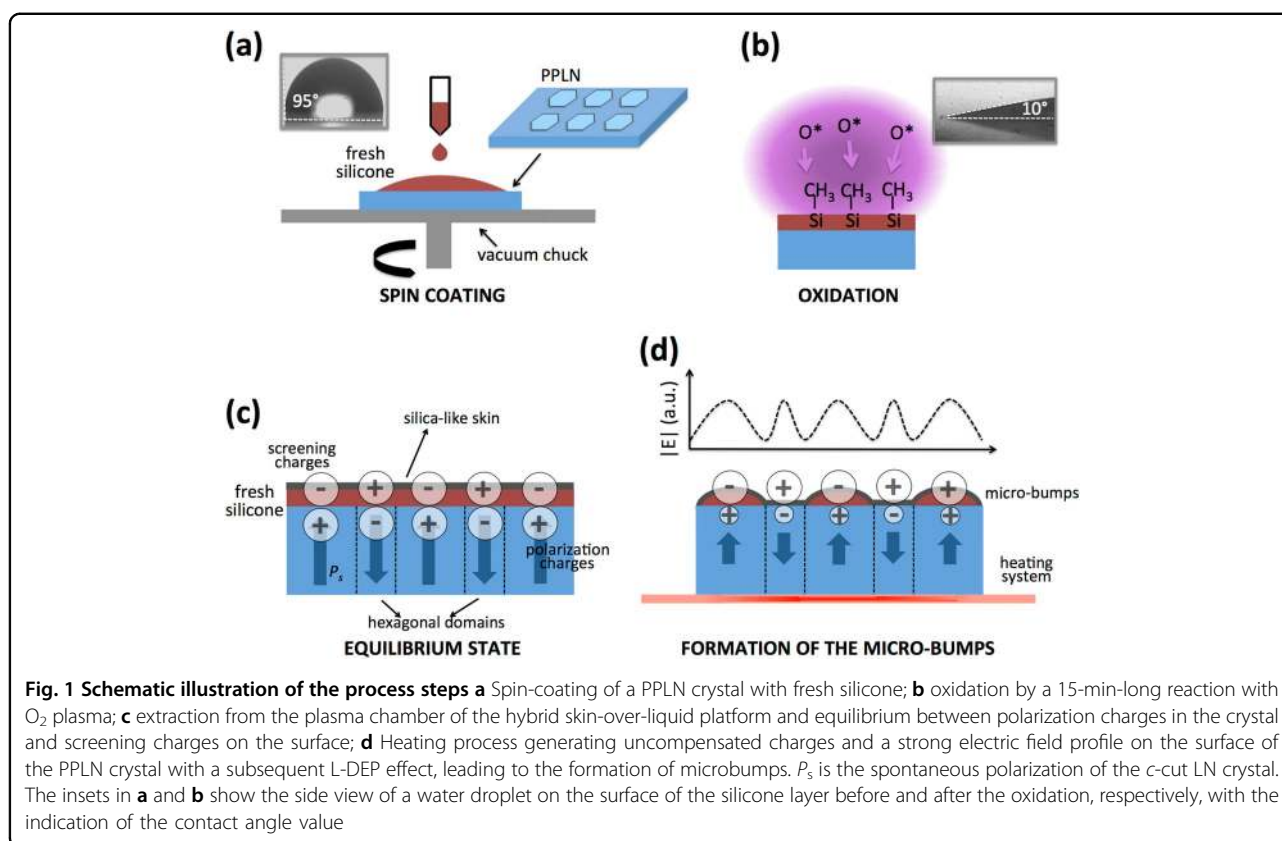 (a)
95°
fresh
silicone
PPLN
vacuum chuck
SPIN COATING
(b)
O* O* O*
10°
CH3 CH3 CH3
Si Si Si
OXIDATION
(c)
silica-like skin
screening
charges
fresh
silicone
- + - + -
+ - + - +
Ps
polarization
charges
hexagonal domains
EQUILIBRIUM STATE
(d)
|E| (a.u.)
- + - + +
micro-bumps
+ - + - +
heating
system
FORMATION OF THE MICRO-BUMPS
Fig. 1 Schematic illustration of the process steps a Spin-coating of a PPLN crystal with fresh silicone; b oxidation by a 15-min-long reaction with
O2 plasma; c extraction from the plasma chamber of the hybrid skin-over-liquid platform and equilibrium between polarization charges in the crystal
and screening charges on the surface; d Heating process generating uncompensated charges and a strong electric field profile on the surface of
the PPLN crystal with a subsequent L-DEP effect, leading to the formation of microbumps. Ps is the spontaneous polarization of the c-cut LN crystal.
The insets in a and b show the side view of a water droplet on the surface of the silicone layer before and after the oxidation, respectively, with the
indication of the contact angle value